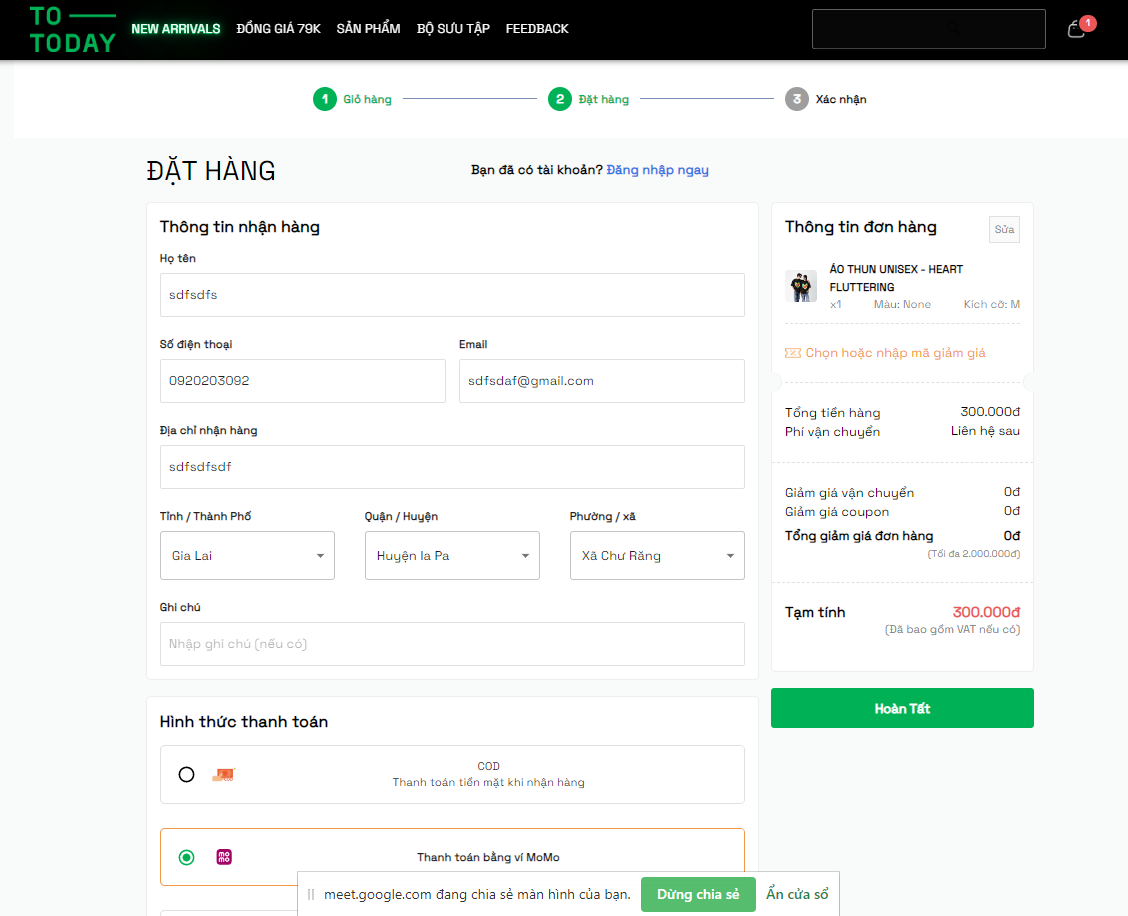 TO
TODAY
NEW ARRIVALS ĐỒNG GIÁ 79K SẢN PHẨM BỘ SƯU TẬP FEEDBACK
1
1 Giỏ hàng
2 Đặt hàng
3 Xác nhận
ĐẶT HÀNG
Bạn đã có tài khoản? Đăng nhập ngay
Thông tin nhận hàng
Họ tên
sdfsdfs
Số điện thoại
Email
0920203092
sdfsdaf@gmail.com
Địa chỉ nhận hàng
sdfsdfsdf
Tỉnh / Thành Phố
Quận / Huyện
Phường / xã
Gia Lai
Huyện Ia Pa
Xã Chư Răng
Ghi chú
Nhập ghi chú (nếu có)
Hình thức thanh toán
COD
Thanh toán tiền mặt khi nhận hàng
mo
mo
Thanh toán bằng ví MoMo
Thông tin đơn hàng
Sửa
ÁO THUN UNISEX - HEART
FLUTTERING
x1 Màu: None Kích cỡ: M
Chọn hoặc nhập mã giảm giá
Tổng tiền hàng 300.000đ
Phí vận chuyển Liên hệ sau
Giảm giá vận chuyển 0đ
Giảm giá coupon 0đ
Tổng giảm giá đơn hàng 0đ
(Tối đa 2.000.000đ)
Tạm tính 300.000đ
(Đã bao gồm VAT nếu có)
Hoàn Tất
meet.google.com đang chia sẻ màn hình của bạn.
Dừng chia sẻ
Ẩn cửa sổ